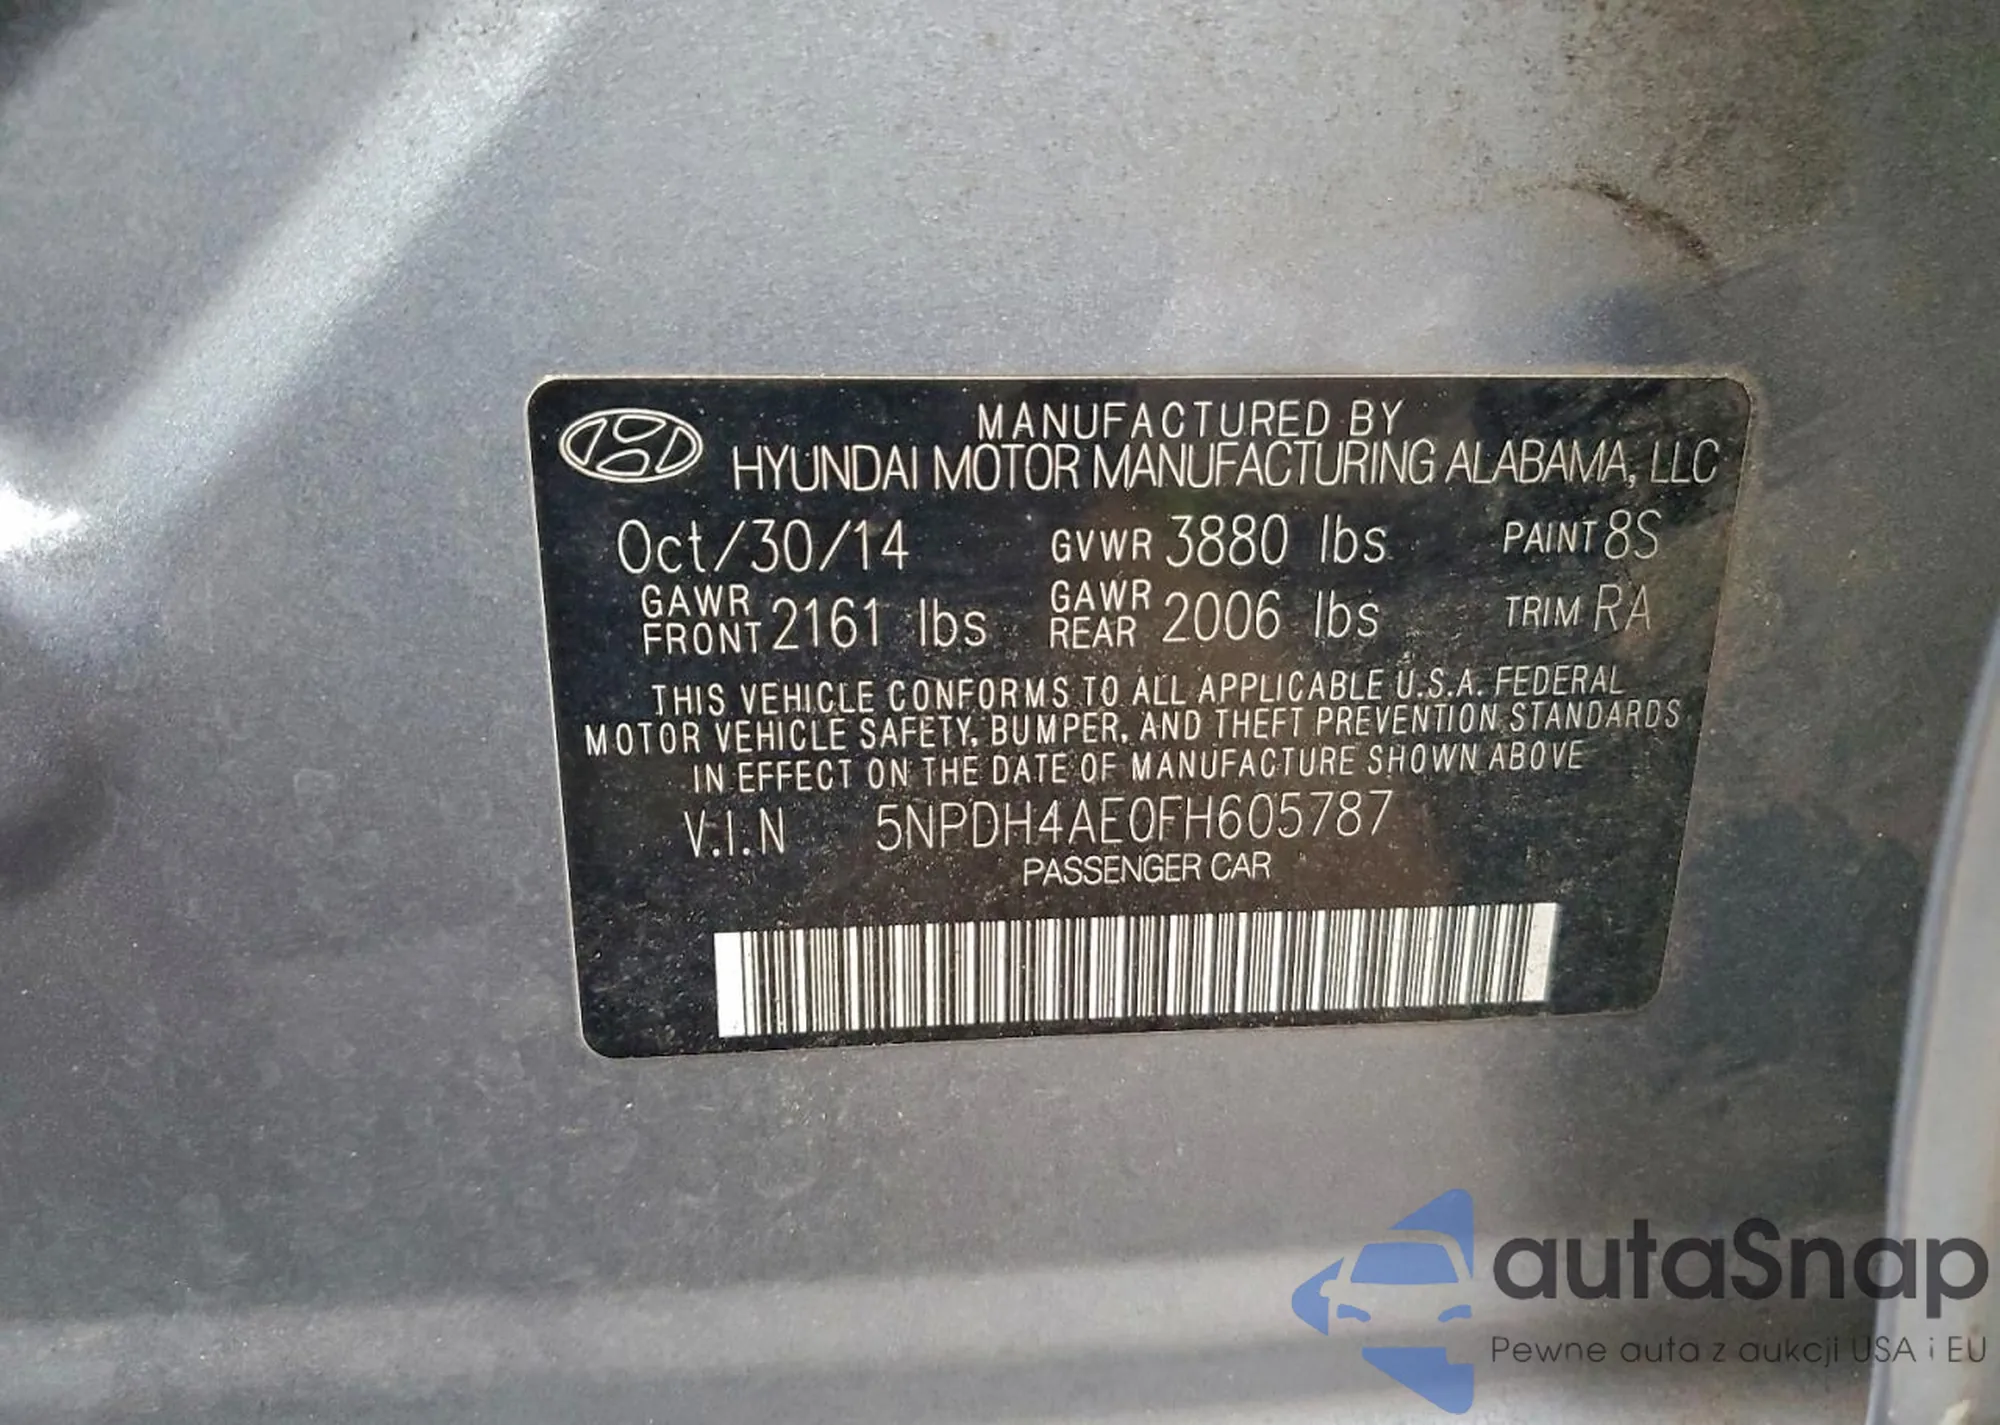 MANUFACTURED BY
HYUNDAI MOTOR MANUFACTURING ALABAMA, LLC
Oct/30/14 GVWR 3880 lbs PAINT 8S
GAWR FRONT 2161 lbs GAWR REAR 2006 lbs TRIM RA
THIS VEHICLE CONFORMS TO ALL APPLICABLE U.S.A. FEDERAL
MOTOR VEHICLE SAFETY, BUMPER, AND THEFT PREVENTION STANDARDS
IN EFFECT ON THE DATE OF MANUFACTURE SHOWN ABOVE
V.I.N 5NPDH4AE0FH605787
PASSENGER CAR
autaSnap
Pewne auta z aukcji USA i EU